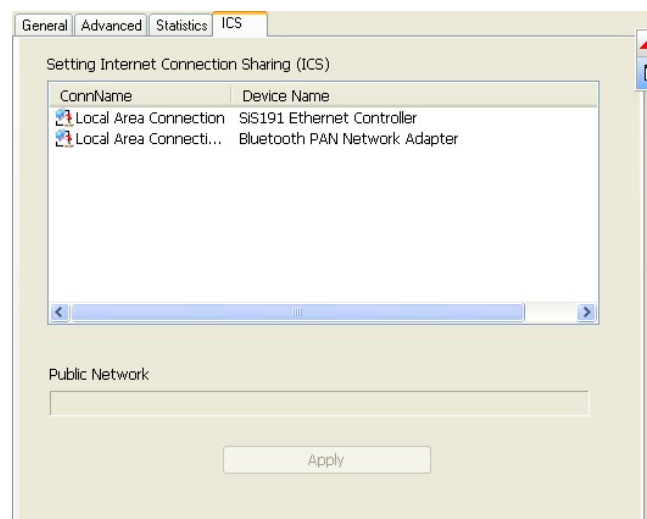 General Advanced Statistics ICS
Setting Internet Connection Sharing (ICS)
ConnName Device Name
Local Area Connection SiS191 Ethernet Controller
Local Area Connecti... Bluetooth PAN Network Adapter
Public Network
Apply